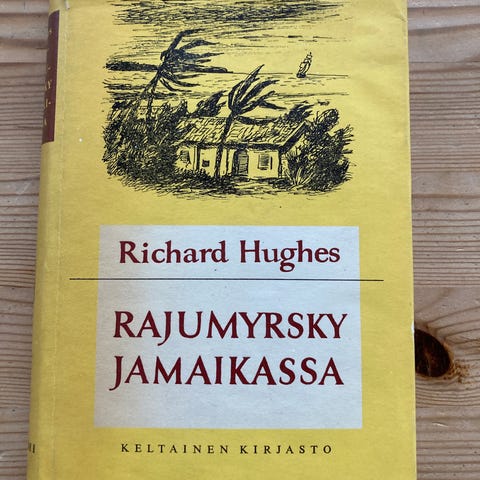 Richard Hughes
RAJUMYRSKY
JAMAIKASSA
KELTAINEN KIRJASTO